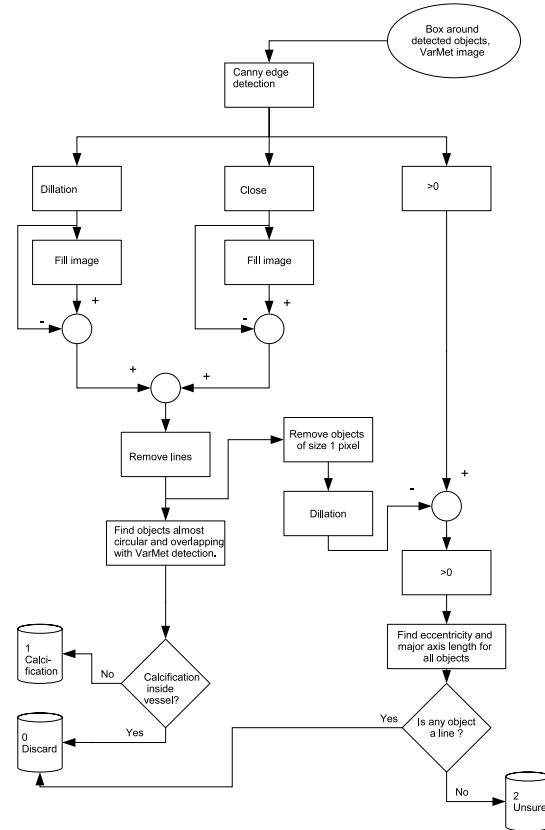 Box around
detected objects,
VarMet image
Canny edge
detection
Dillation
Close
>0
Fill image
Fill image
+
+
-
-
+
+
Remove lines
Remove objects
of size 1 pixel
+
-
Dillation
Find objects almost
circular and overlapping
with VarMet detection.
>0
Find eccentricity and
major axis length for
all objects
1
Calci-
fication
No
Calcification
inside
vessel?
0
Discard
Yes
Yes
Is any object
a line ?
No
2
Unsure